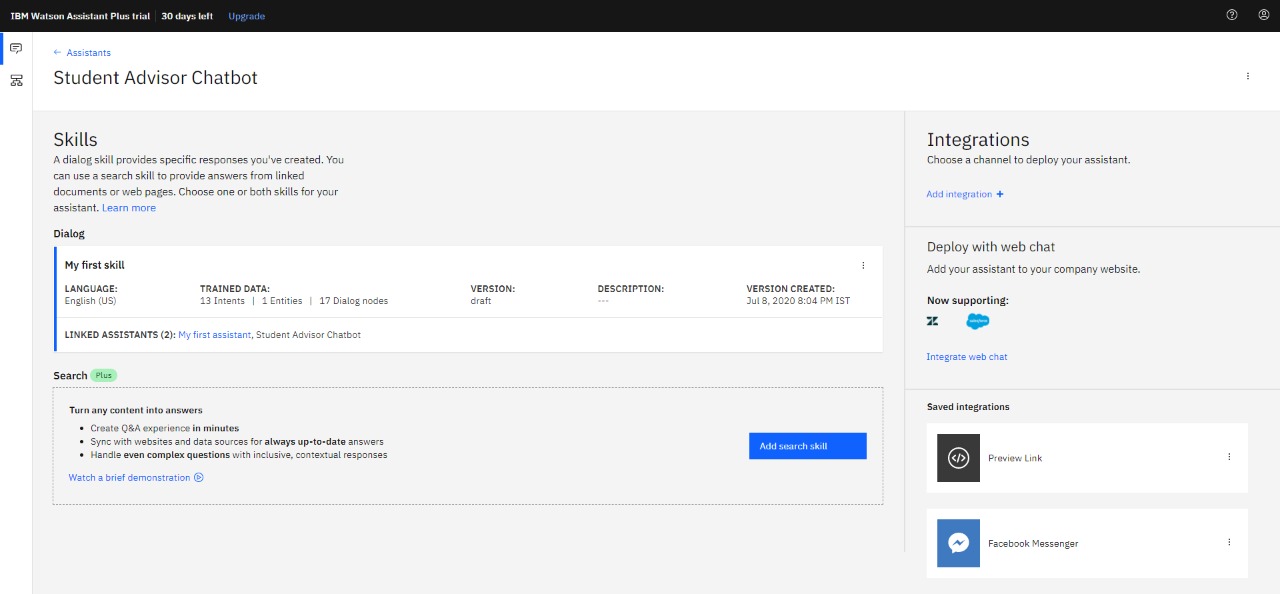 IBM Watson Assistant Plus trial 30 days left Upgrade
← Assistants
Student Advisor Chatbot
Skills
A dialog skill provides specific responses you've created. You
can use a search skill to provide answers from linked
documents or web pages. Choose one or both skills for your
assistant. Learn more
Dialog
My first skill
LANGUAGE: TRAINED DATA: VERSION: DESCRIPTION: VERSION CREATED:
English (US) 13 Intents | 1 Entities | 17 Dialog nodes draft --- Jul 8, 2020 8:04 PM IST
LINKED ASSISTANTS (2): My first assistant, Student Advisor Chatbot
Search Plus
Turn any content into answers
• Create Q&A experience in minutes
• Sync with websites and data sources for always up-to-date answers
• Handle even complex questions with inclusive, contextual responses
Add search skill
Watch a brief demonstration
Integrations
Choose a channel to deploy your assistant.
Add integration +
Deploy with web chat
Add your assistant to your company website.
Now supporting:
salesforce
Integrate web chat
Saved integrations
Preview Link
Facebook Messenger